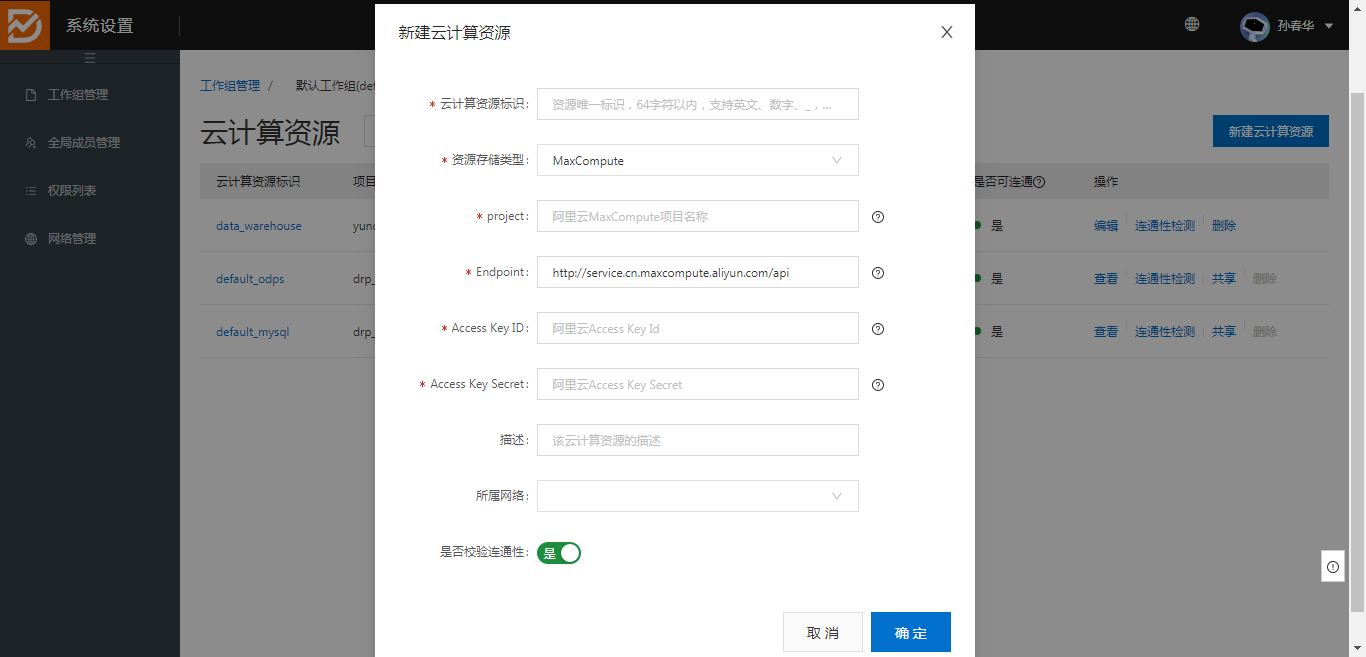 系统设置
孙春华
工作组管理
全局成员管理
权限列表
网络管理
工作组管理 / 默认工作组(def
云计算资源
新建云计算资源
云计算资源标识 项目
是否可连通
操作
data_warehouse
是
编辑 连通性检测 删除
default_odps drp_
是
查看 连通性检测 共享 删除
default_mysql drp_
是
查看 连通性检测 共享 删除
新建云计算资源
* 云计算资源标识: 资源唯一标识，64字符以内，支持英文、数字、_，...
* 资源存储类型: MaxCompute
* project: 阿里云MaxCompute项目名称
* Endpoint: http://service.cn.maxcompute.aliyun.com/api
* Access Key ID: 阿里云Access Key Id
* Access Key Secret: 阿里云Access Key Secret
描述: 该云计算资源的描述
所属网络:
是否校验连通性: 是
取 消
确 定